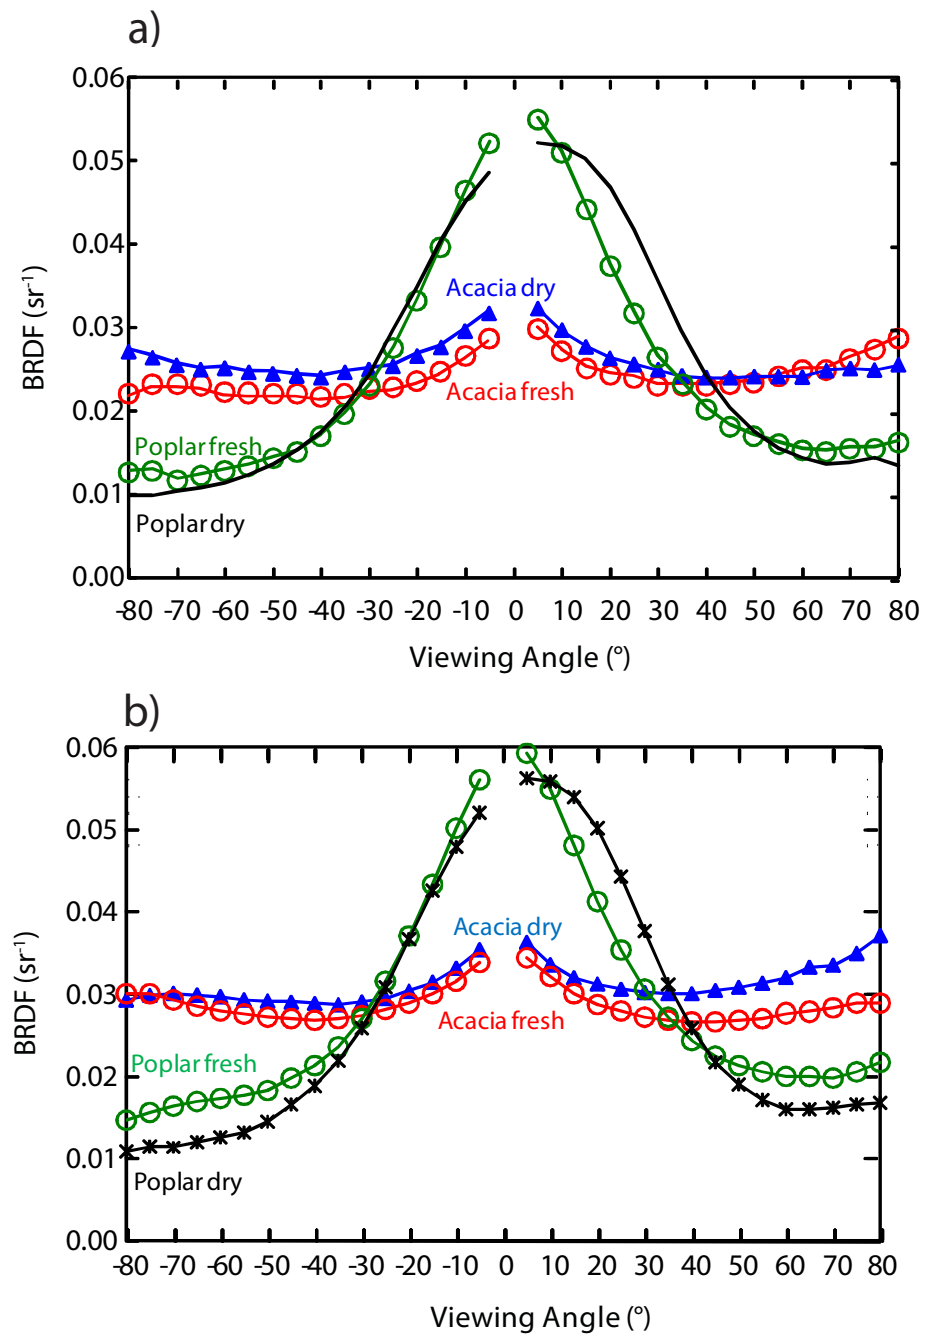 a)
0.06
0.05
0.04
0.03
0.02
0.01
0.00
BRDF (sr-1)
Acacia dry
Acacia fresh
Poplar fresh
Poplar dry
-80 -70 -60 -50 -40 -30 -20 -10 0 10 20 30 40 50 60 70 80
Viewing Angle (°)
b)
0.06
0.05
0.04
0.03
0.02
0.01
0.00
BRDF (sr-1)
Acacia dry
Acacia fresh
Poplar fresh
Poplar dry
-80 -70 -60 -50 -40 -30 -20 -10 0 10 20 30 40 50 60 70 80
Viewing Angle (°)